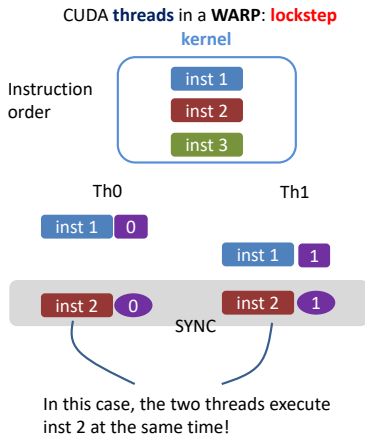 CUDA threads in a WARP: lockstep
kernel
Instruction
order
inst 1
inst 2
inst 3
Th0
Th1
inst 1 0
inst 1 1
inst 2 0
inst 2 1
SYNC
In this case, the two threads execute
inst 2 at the same time!